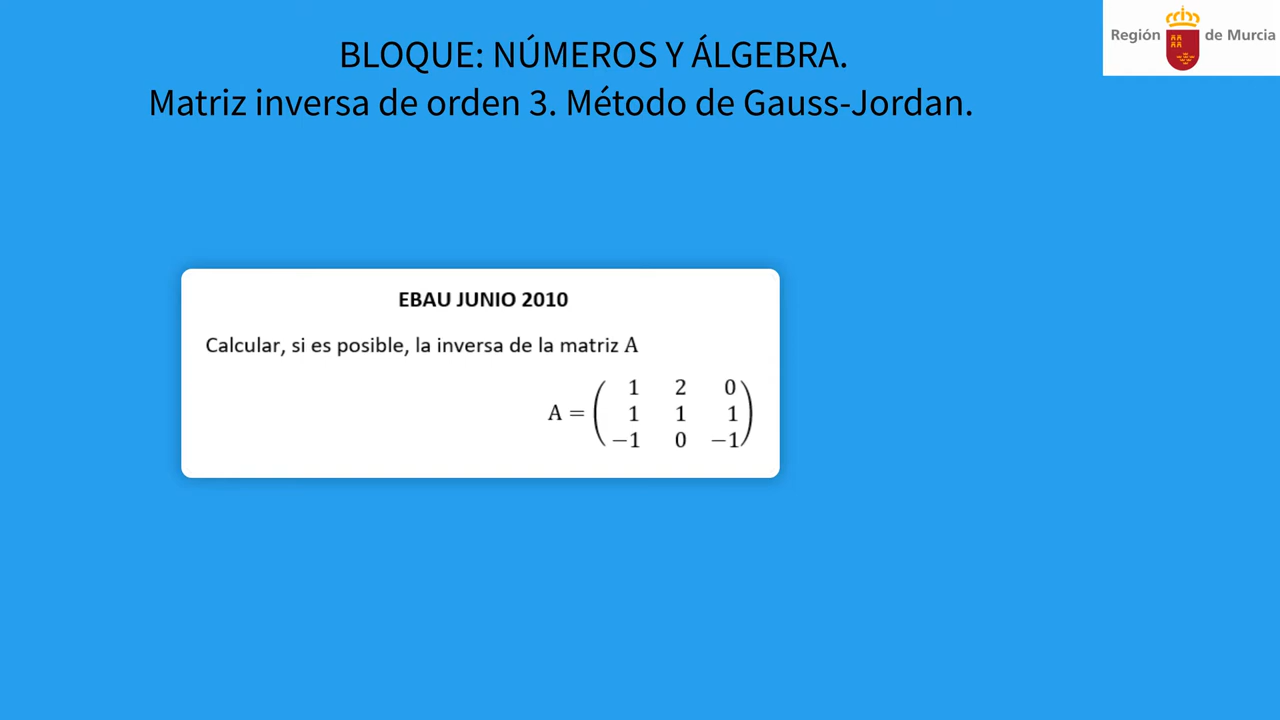 BLOQUE: NÚMEROS Y ÁLGEBRA.
Matriz inversa de orden 3. Método de Gauss-Jordan.
Región de Murcia
EBAU JUNIO 2010
Calcular, si es posible, la inversa de la matriz A
1 2 0
A = 1 1 1
−1 0 −1